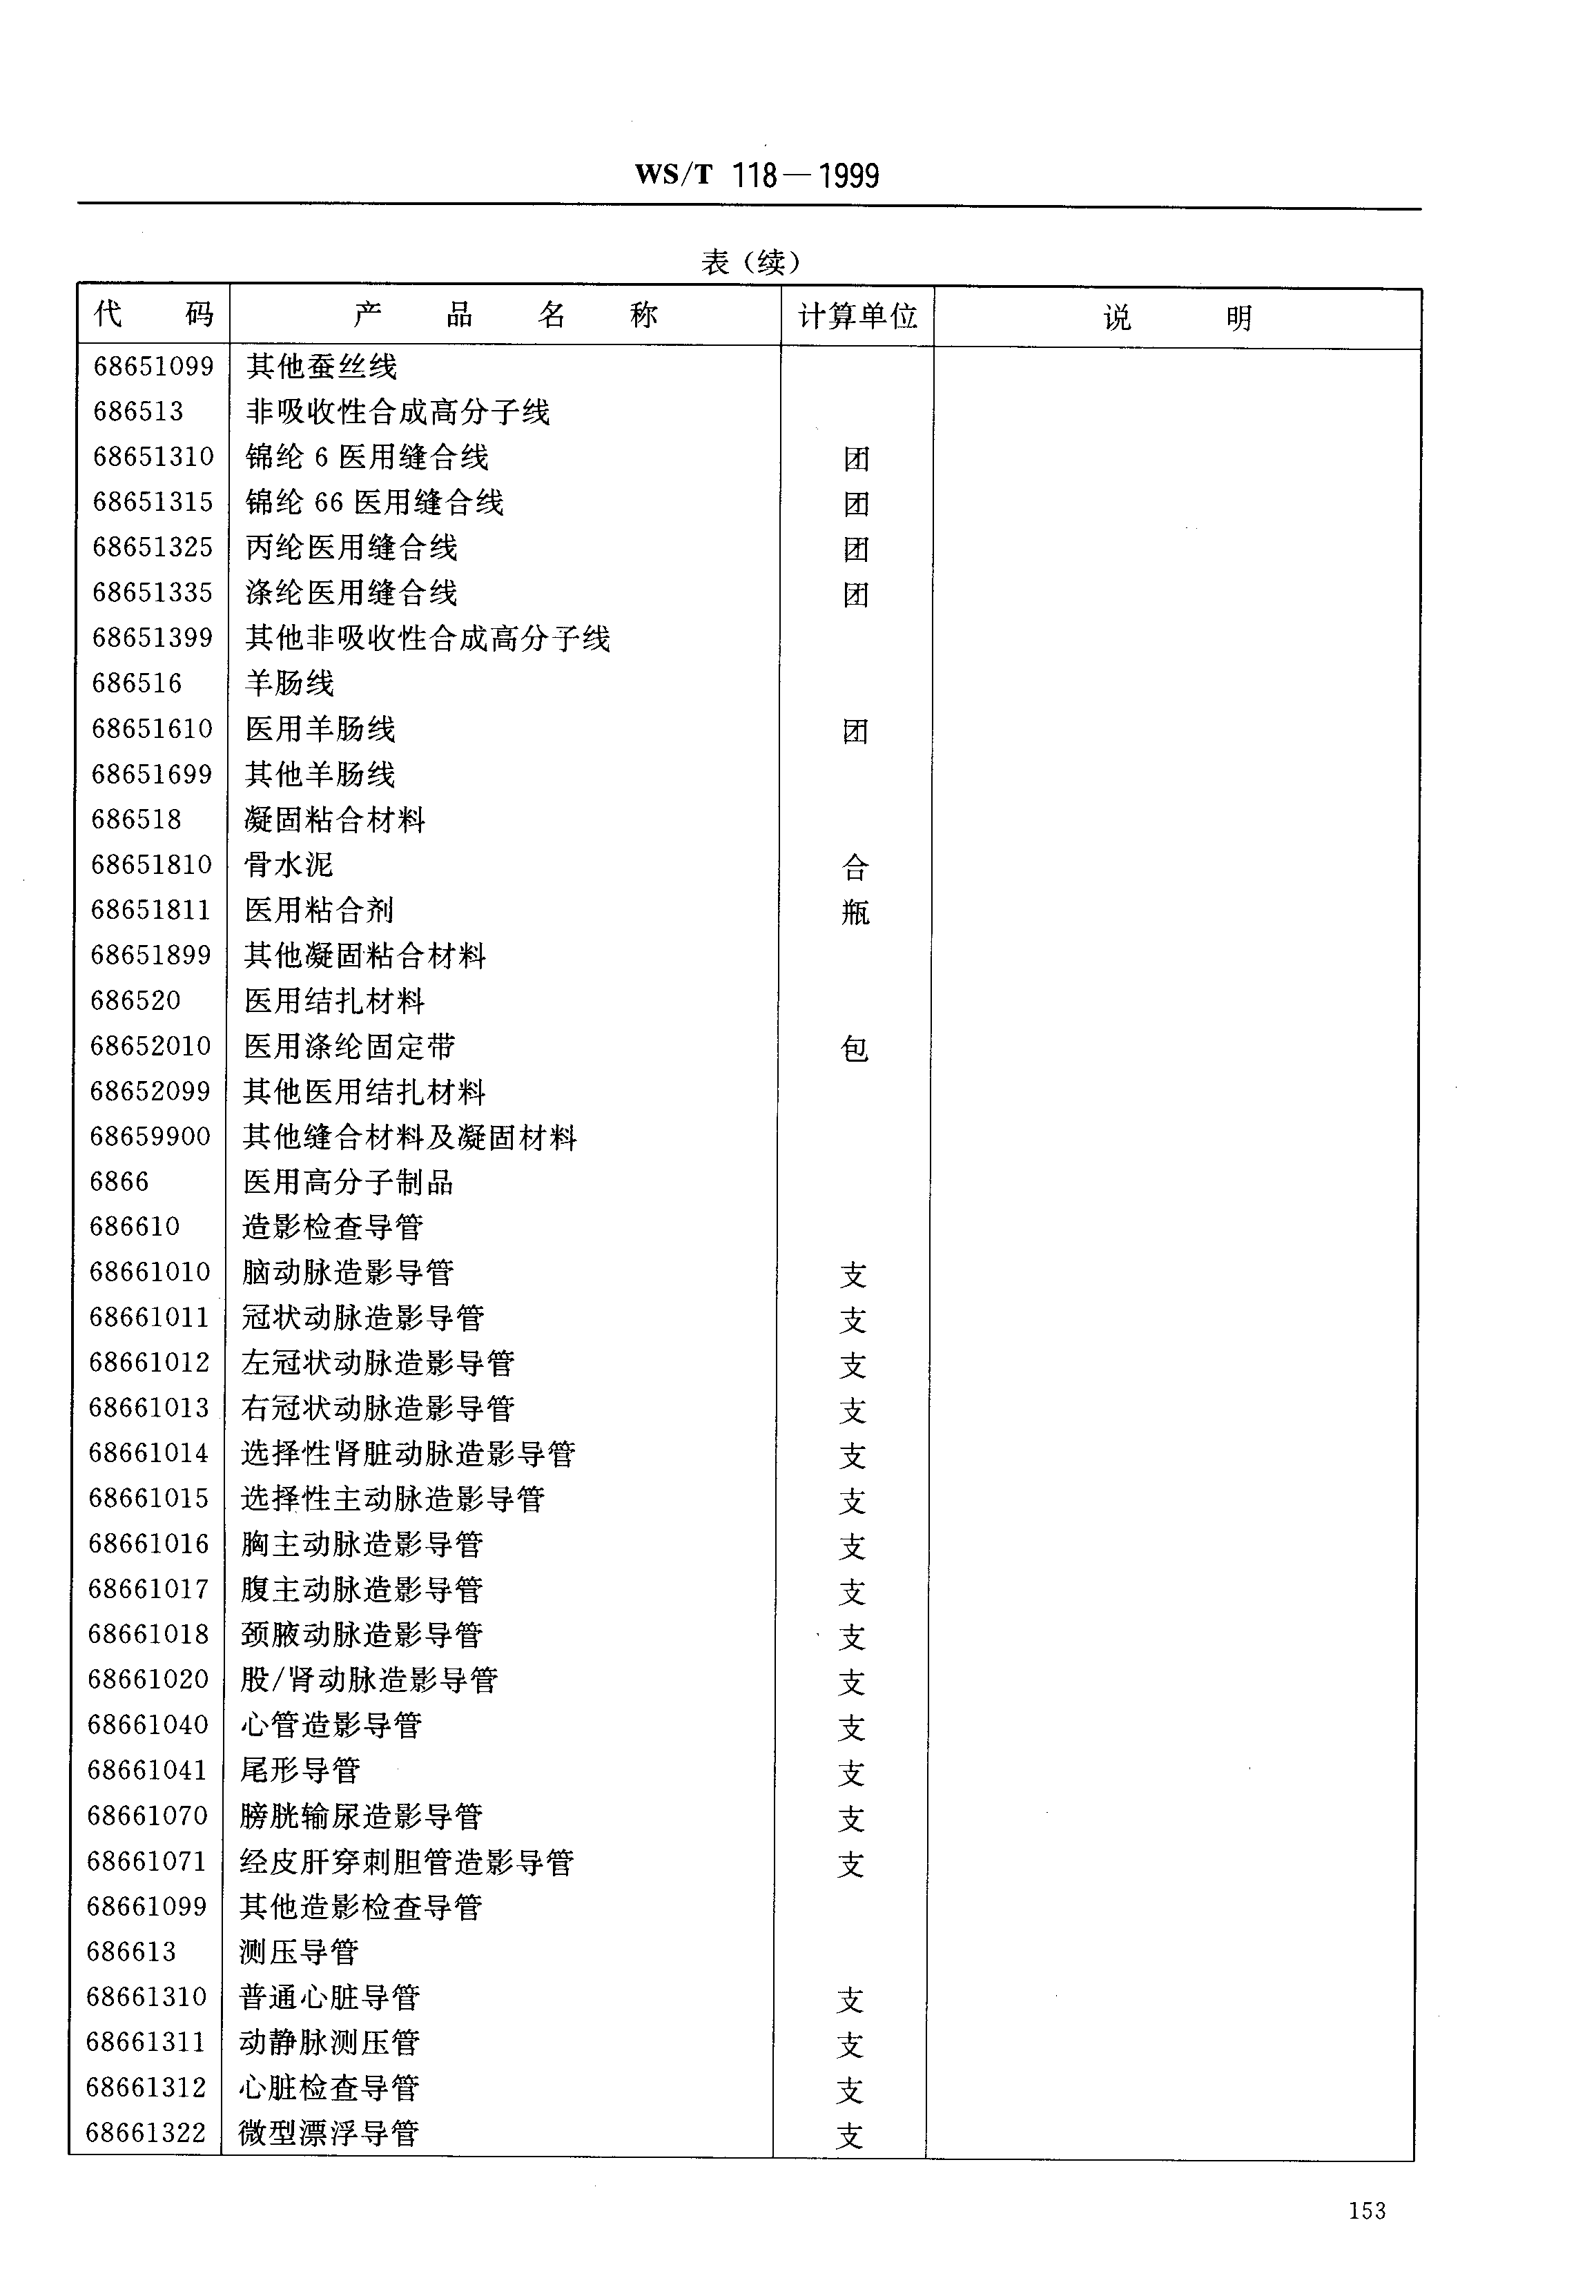 WS/T 118—1999
表(续)
代 码 产 品 名 称 计算单位 说 明
68651099 其他蚕丝线
686513 非吸收性合成高分子线
68651310 锦纶 6 医用缝合线 团
68651315 锦纶 66 医用缝合线 团
68651325 丙纶医用缝合线 团
68651335 涤纶医用缝合线 团
68651399 其他非吸收性合成高分子线
686516 羊肠线
68651610 医用羊肠线 团
68651699 其他羊肠线
686518 凝固粘合材料
68651810 骨水泥 合
68651811 医用粘合剂 瓶
68651899 其他凝固粘合材料
686520 医用结扎材料
68652010 医用涤纶固定带 包
68652099 其他医用结扎材料
68659900 其他缝合材料及凝固材料
6866 医用高分子制品
686610 造影检查导管
68661010 脑动脉造影导管 支
68661011 冠状动脉造影导管 支
68661012 左冠状动脉造影导管 支
68661013 右冠状动脉造影导管 支
68661014 选择性肾脏动脉造影导管 支
68661015 选择性主动脉造影导管 支
68661016 胸主动脉造影导管 支
68661017 腹主动脉造影导管 支
68661018 颈腋动脉造影导管 支
68661020 股/肾动脉造影导管 支
68661040 心管造影导管 支
68661041 尾形导管 支
68661070 膀胱输尿造影导管 支
68661071 经皮肝穿刺胆管造影导管 支
68661099 其他造影检查导管
686613 测压导管
68661310 普通心脏导管 支
68661311 动静脉测压管 支
68661312 心脏检查导管 支
68661322 微型漂浮导管 支
153